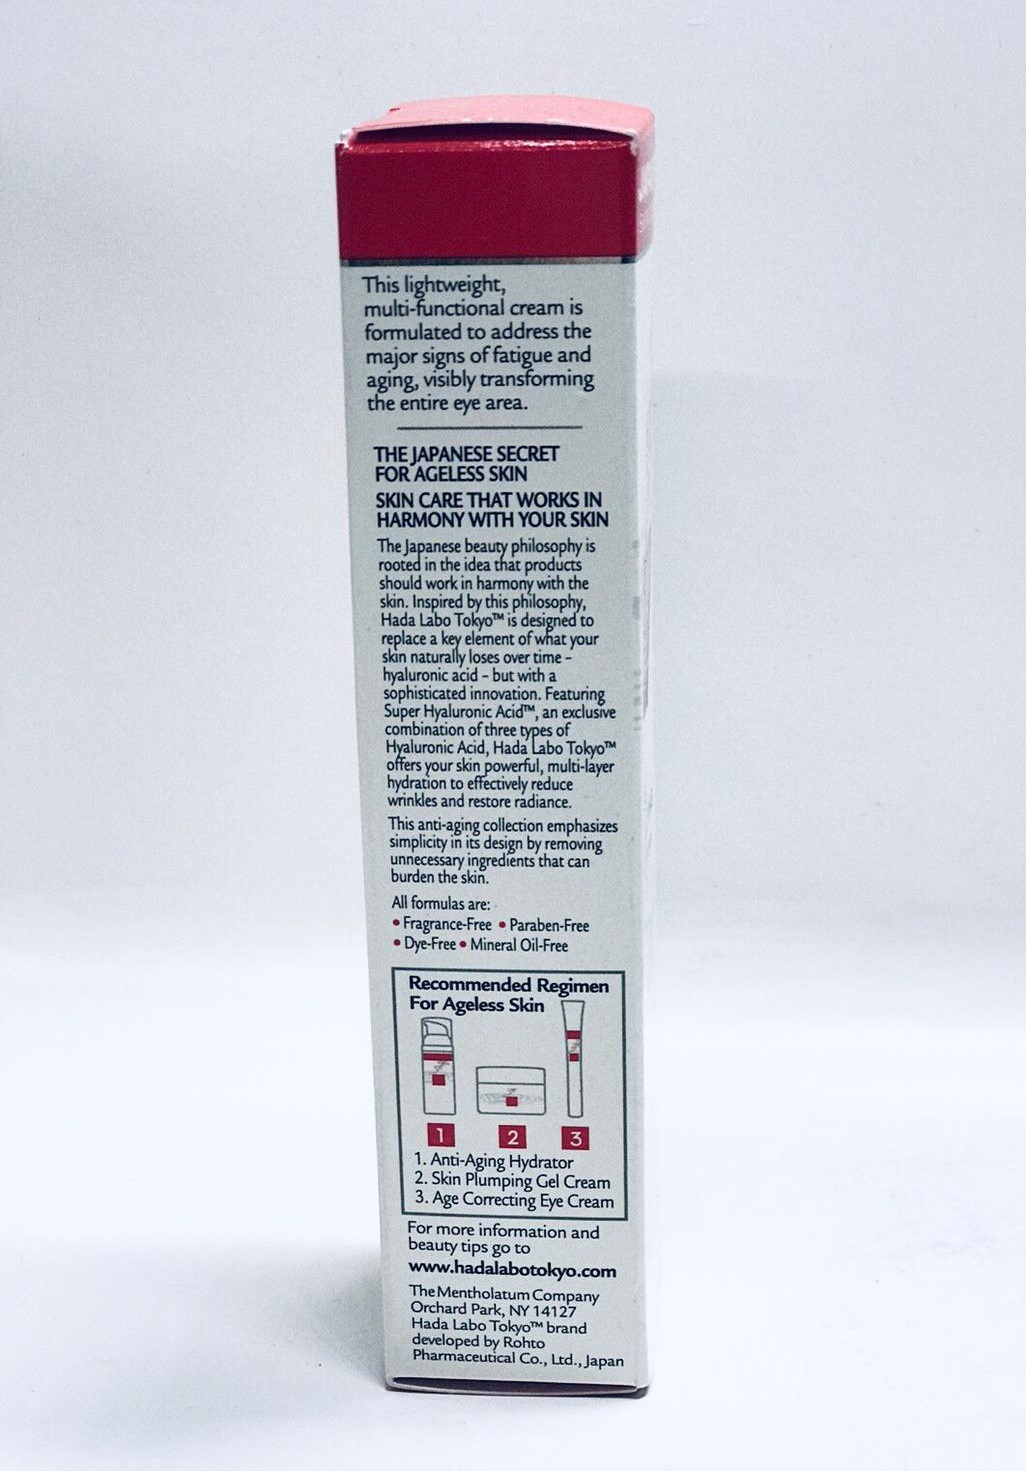 This lightweight,
multi-functional cream is
formulated to address the
major signs of fatigue and
aging, visibly transforming
the entire eye area.
THE JAPANESE SECRET
FOR AGELESS SKIN
SKIN CARE THAT WORKS IN
HARMONY WITH YOUR SKIN
The Japanese beauty philosophy is
rooted in the idea that products
should work in harmony with the
skin. Inspired by this philosophy,
Hada Labo Tokyo™ is designed to
replace a key element of what your
skin naturally loses over time -
hyaluronic acid - but with a
sophisticated innovation. Featuring
Super Hyaluronic Acid™, an exclusive
combination of three types of
Hyaluronic Acid, Hada Labo Tokyo™
offers your skin powerful, multi-layer
hydration to effectively reduce
wrinkles and restore radiance.
This anti-aging collection emphasizes
simplicity in its design by removing
unnecessary ingredients that can
burden the skin.
All formulas are:
• Fragrance-Free • Paraben-Free
• Dye-Free • Mineral Oil-Free
Recommended Regimen
For Ageless Skin
1 2 3
1. Anti-Aging Hydrator
2. Skin Plumping Gel Cream
3. Age Correcting Eye Cream
For more information and
beauty tips go to
www.hadalabotokyo.com
The Mentholatum Company
Orchard Park, NY 14127
Hada Labo Tokyo™ brand
developed by Rohto
Pharmaceutical Co., Ltd., Japan